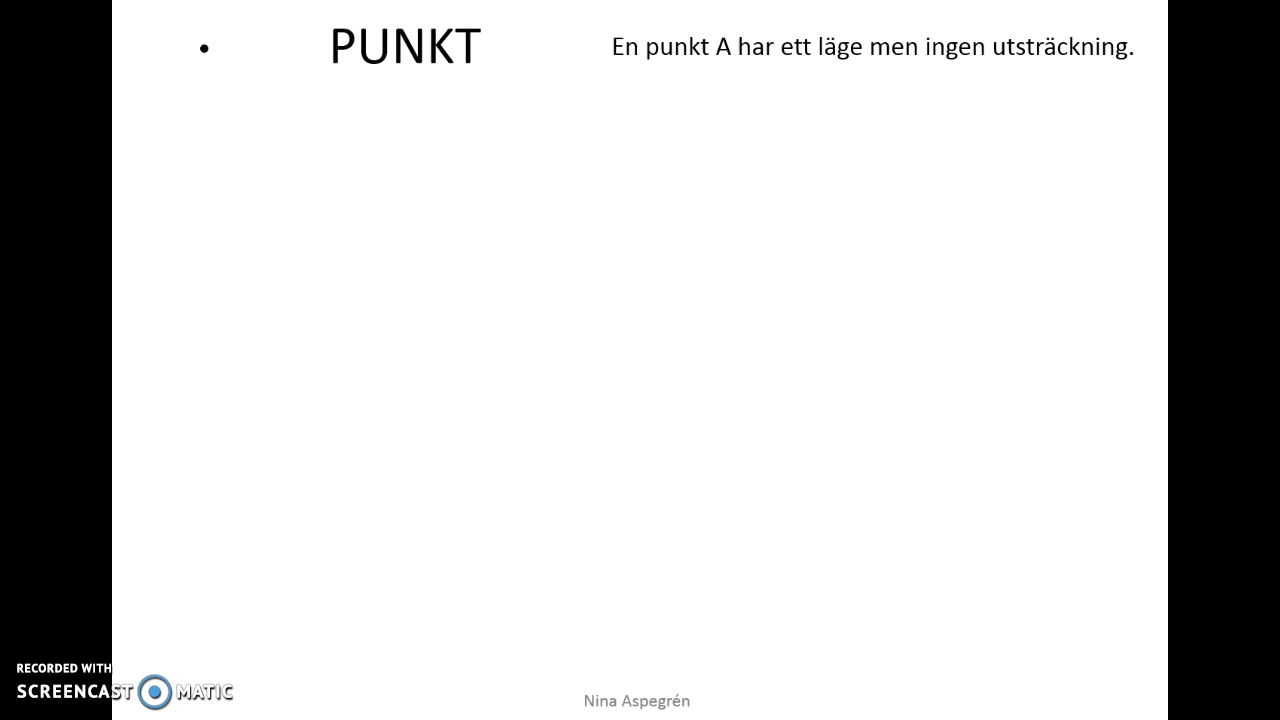 • PUNKT En punkt A har ett läge men ingen utsträckning.
RECORDED WITH
SCREENCAST MATIC
Nina Aspegrén